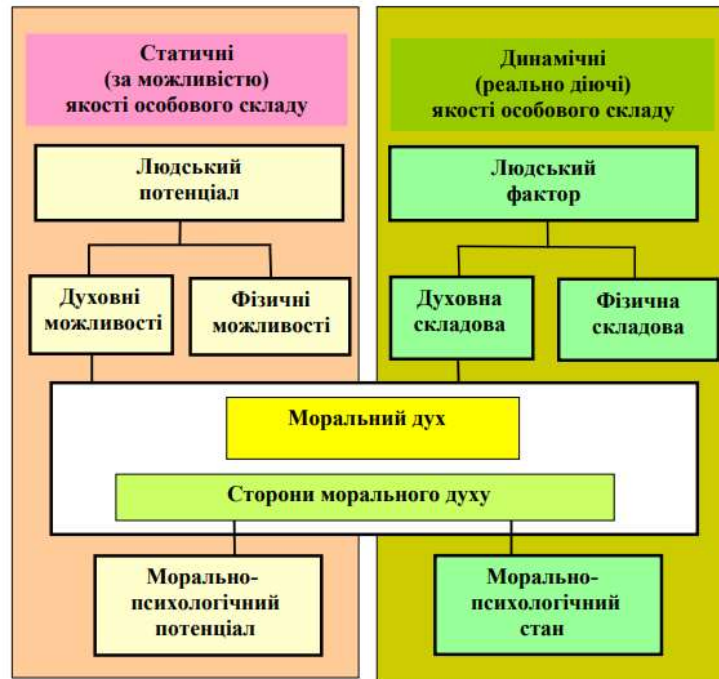 Статичні
(за можливістю)
якості особового складу
Динамічні
(реально діючі)
якості особового складу
Людський
потенціал
Людський
фактор
Духовні
можливості
Фізичні
можливості
Духовна
складова
Фізична
складова
Моральний дух
Сторони морального духу
Морально-
психологічний
потенціал
Морально-
психологічний
стан